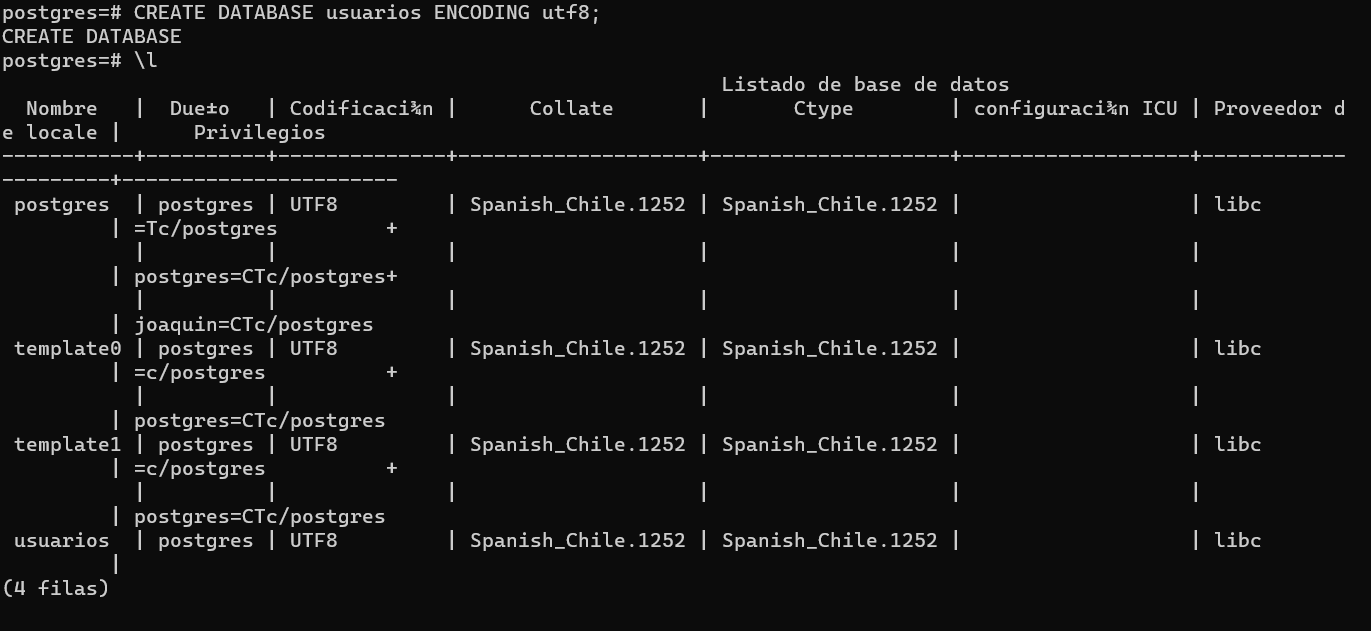 postgres=# CREATE DATABASE usuarios ENCODING utf8;
CREATE DATABASE
postgres=# \l
                                                            Listado de base de datos
  Nombre   |  Due±o   | Codificaci¾n |      Collate       |       Ctype        | configuraci¾n ICU | Proveedor d
e locale |      Privilegios
-----------+----------+--------------+--------------------+--------------------+-------------------+------------
---------+-----------------------
 postgres  | postgres | UTF8         | Spanish_Chile.1252 | Spanish_Chile.1252 |                   | libc
         | =Tc/postgres         +
           |          |              |                    |                    |                   |
         | postgres=CTc/postgres+
           |          |              |                    |                    |                   |
         | joaquin=CTc/postgres
 template0 | postgres | UTF8         | Spanish_Chile.1252 | Spanish_Chile.1252 |                   | libc
         | =c/postgres          +
           |          |              |                    |                    |                   |
         | postgres=CTc/postgres
 template1 | postgres | UTF8         | Spanish_Chile.1252 | Spanish_Chile.1252 |                   | libc
         | =c/postgres          +
           |          |              |                    |                    |                   |
         | postgres=CTc/postgres
 usuarios  | postgres | UTF8         | Spanish_Chile.1252 | Spanish_Chile.1252 |                   | libc
         |
(4 filas)